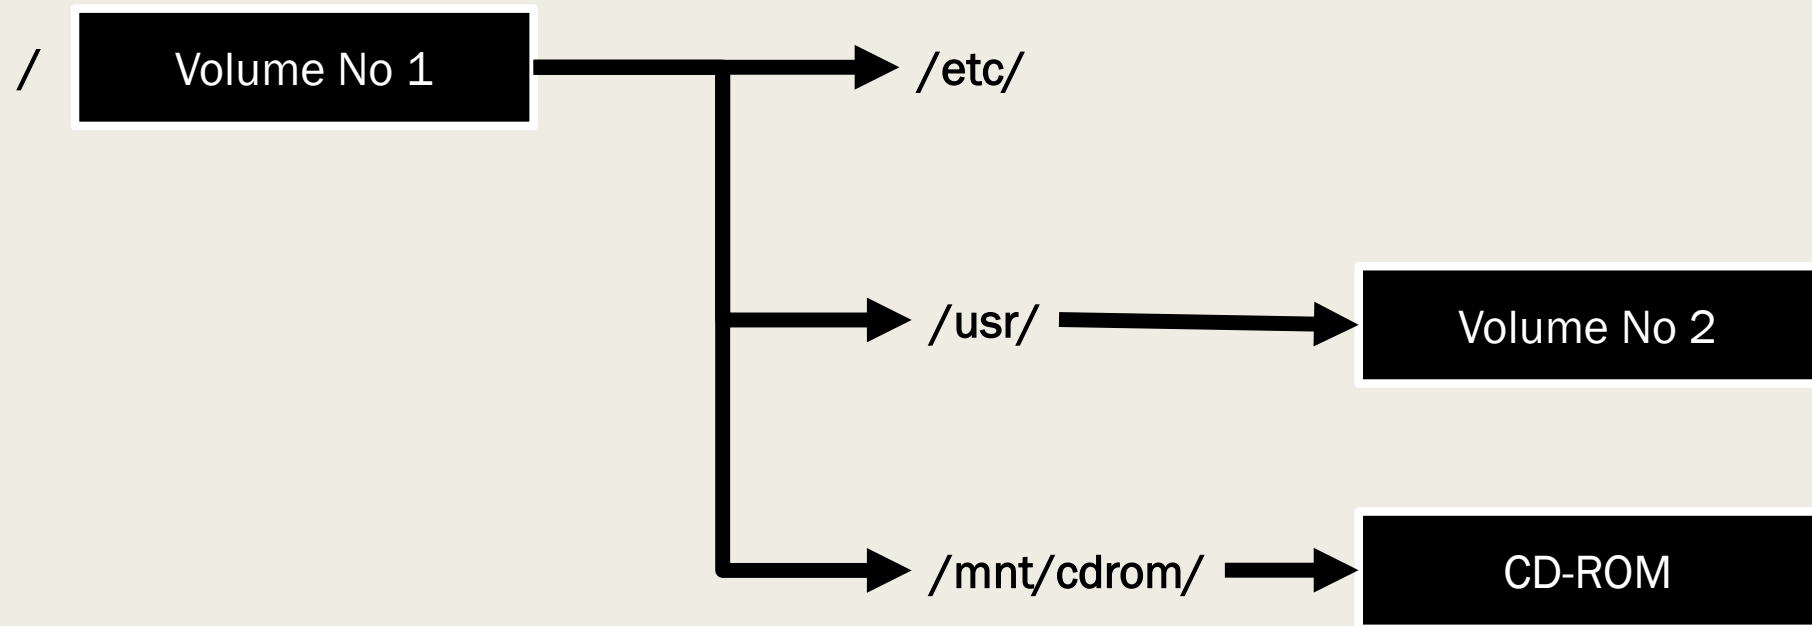 /
Volume No 1
/etc/
/usr/
Volume No 2
/mnt/cdrom/
CD-ROM